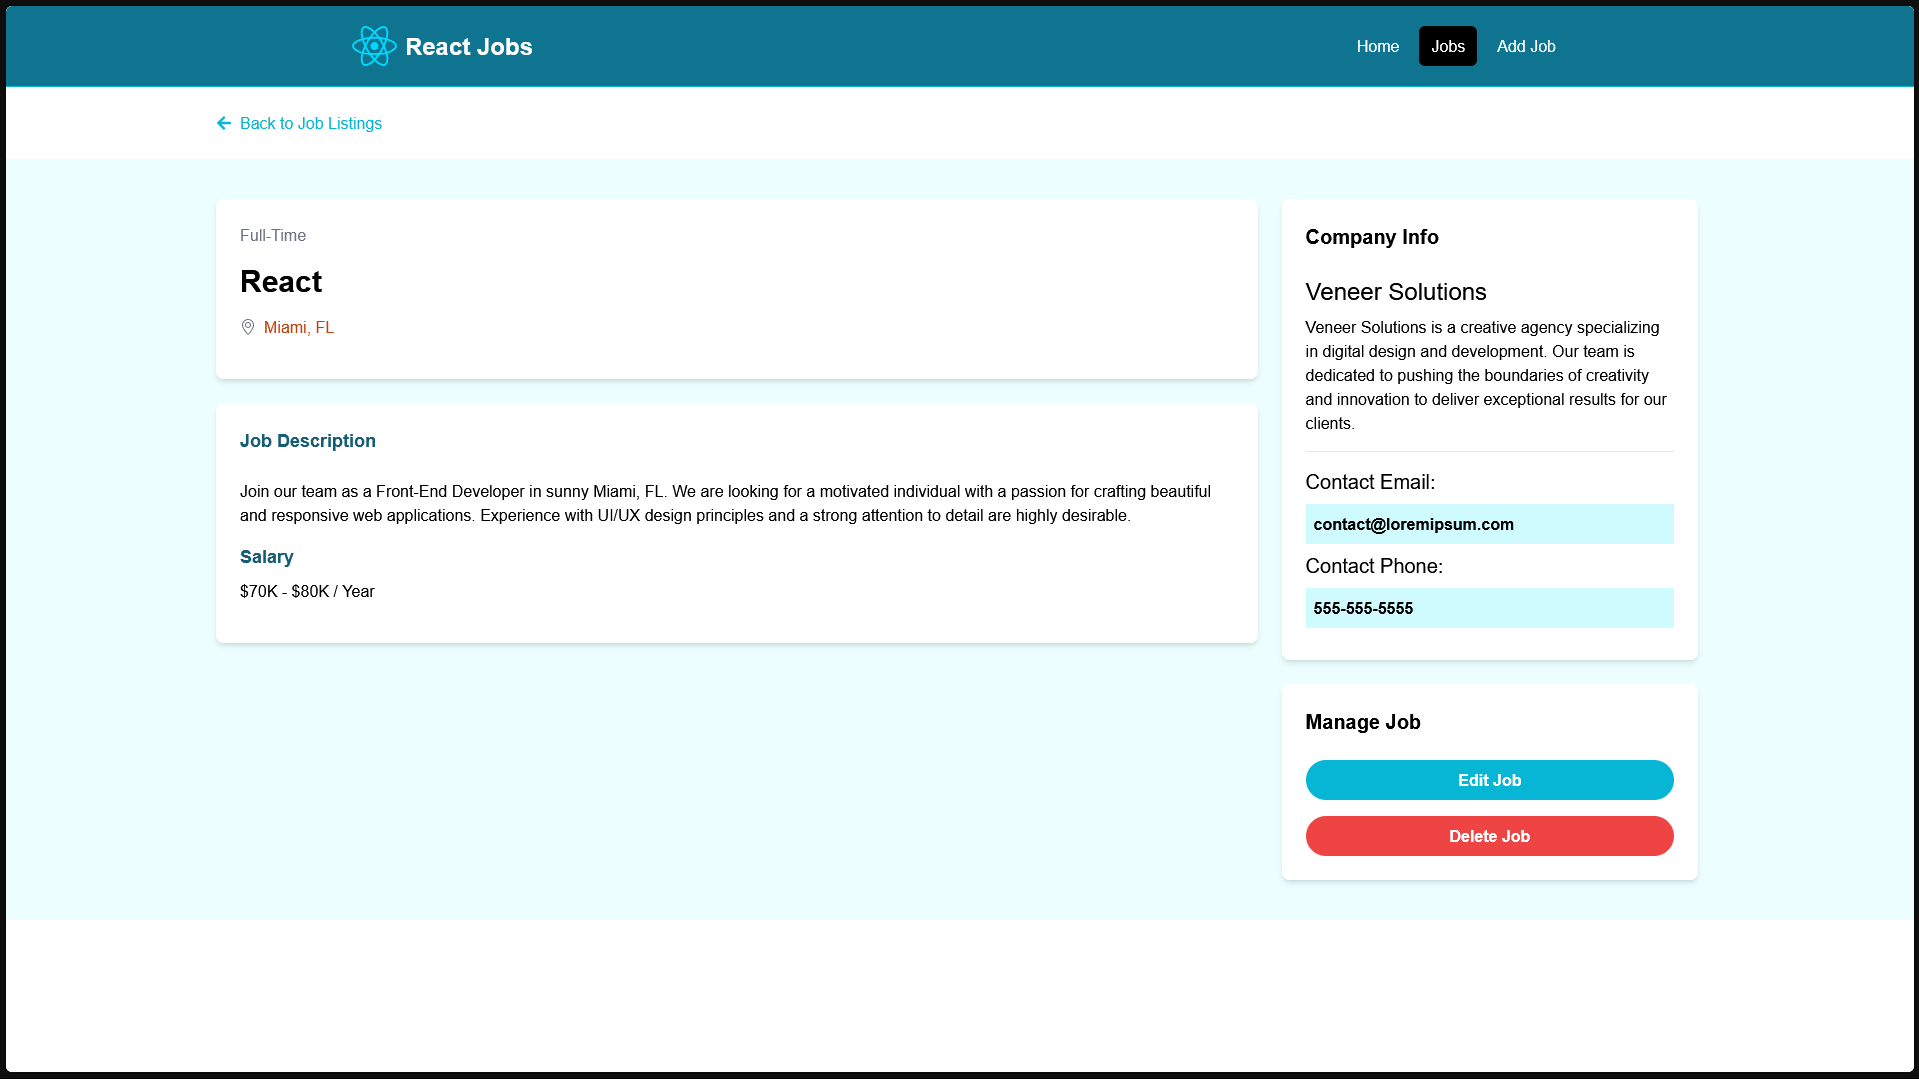 React Jobs
Home
Jobs
Add Job
Back to Job Listings
Full-Time
React
Miami, FL
Job Description
Join our team as a Front-End Developer in sunny Miami, FL. We are looking for a motivated individual with a passion for crafting beautiful
and responsive web applications. Experience with UI/UX design principles and a strong attention to detail are highly desirable.
Salary
$70K - $80K / Year
Company Info
Veneer Solutions
Veneer Solutions is a creative agency specializing
in digital design and development. Our team is
dedicated to pushing the boundaries of creativity
and innovation to deliver exceptional results for our
clients.
Contact Email:
contact@loremipsum.com
Contact Phone:
555-555-5555
Manage Job
Edit Job
Delete Job